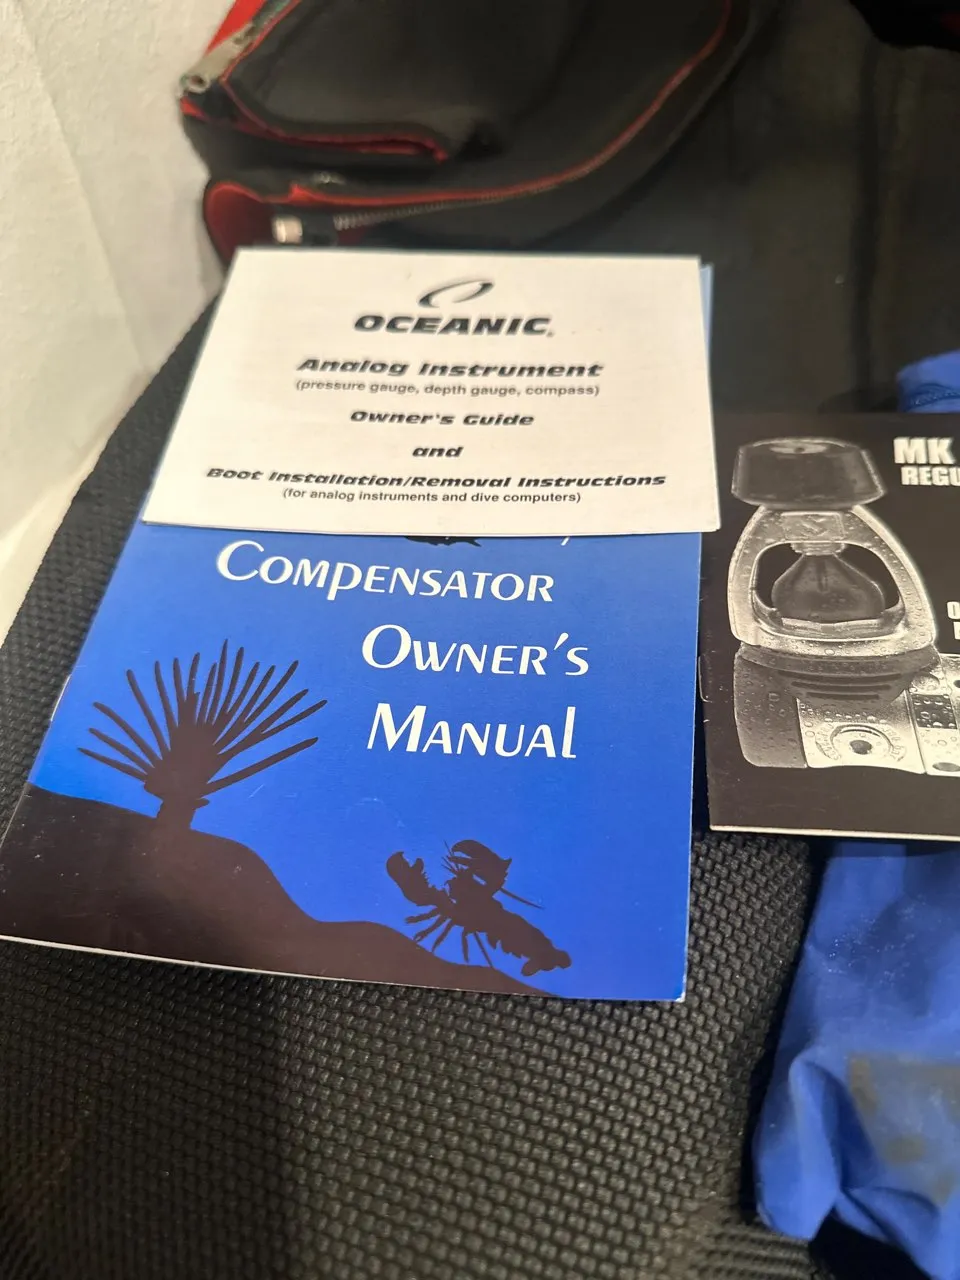 OCEANIC
Analog Instrument
(pressure gauge, depth gauge, compass)
Owner's Guide
and
Boot Installation/Removal Instructions
(for analog instruments and dive computers)
Compensator
Owner's
Manual
MK
REGU